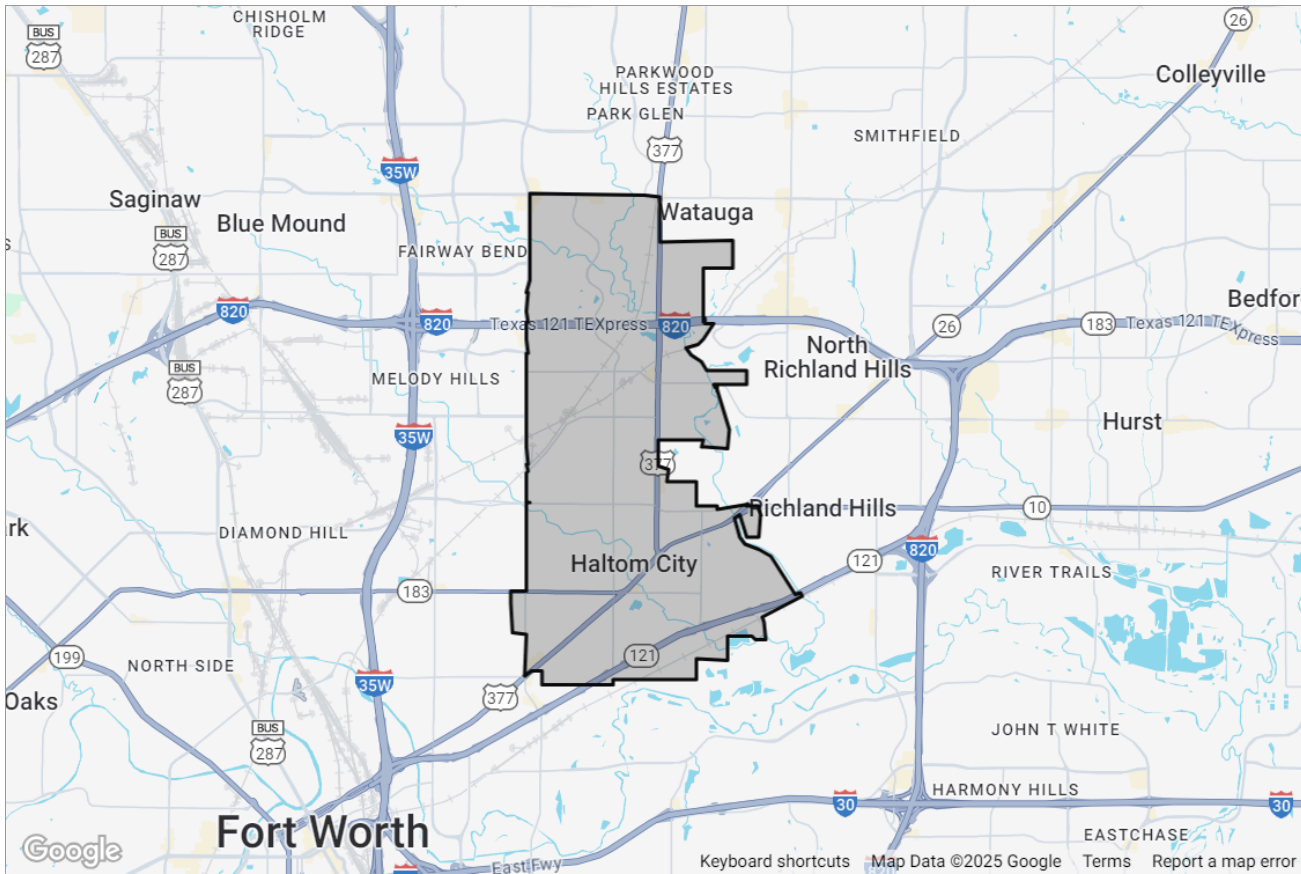 CHISHOLM
RIDGE
26
BUS
287
Colleyville
PARKWOOD
HILLS ESTATES
PARK GLEN
SMITHFIELD
377
35W
Saginaw
Blue Mound
Watauga
BUS
287
FAIRWAY BEND
Bedfor
820
820
Texas 121 TEXpress
820
26
183
Texas 121 TEXpress
North
Richland Hills
BUS
287
MELODY HILLS
Hurst
35W
377
Richland Hills
10
ark
DIAMOND HILL
Haltom City
121
820
RIVER TRAILS
183
199
NORTH SIDE
121
35W
377
Oaks
BUS
287
JOHN T WHITE
HARMONY HILLS
30
30
Fort Worth
EASTCHASE
Google
35W
East Fwy
820
Keyboard shortcuts Map Data ©2025 Google Terms Report a map error